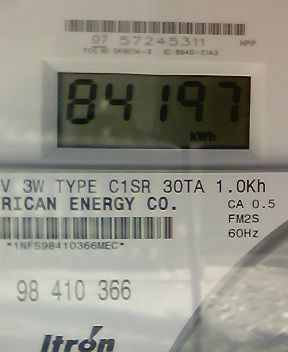 07 57245311 HPP
84197
kWh
V 3W TYPE C1SR 30TA 1.0Kh
RICAN ENERGY CO. CA 0.5
FM2S
*1NFS98410366MEC* 60Hz
98 410 366
Itron